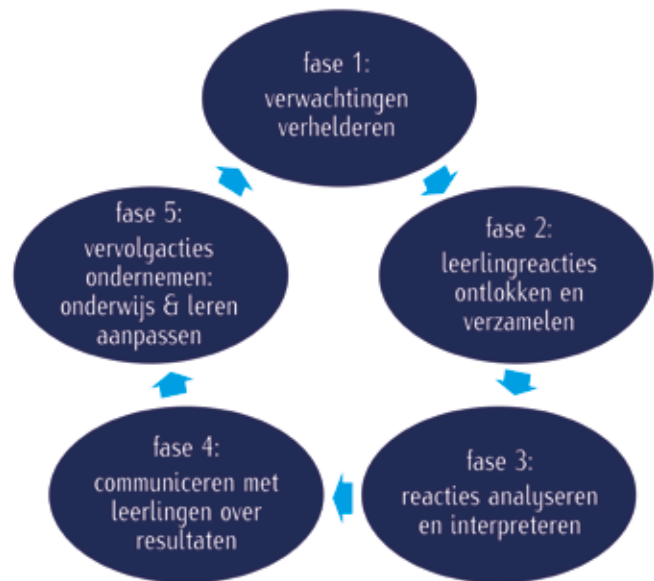 fase 1:
verwachtingen
verhelderen
fase 2:
leerlingreacties
ontlokken en
verzamelen
fase 3:
reacties analyseren
en interpreteren
fase 4:
communiceren met
leerlingen over
resultaten
fase 5:
vervolgacties
ondernemen:
onderwijs & leren
aanpassen